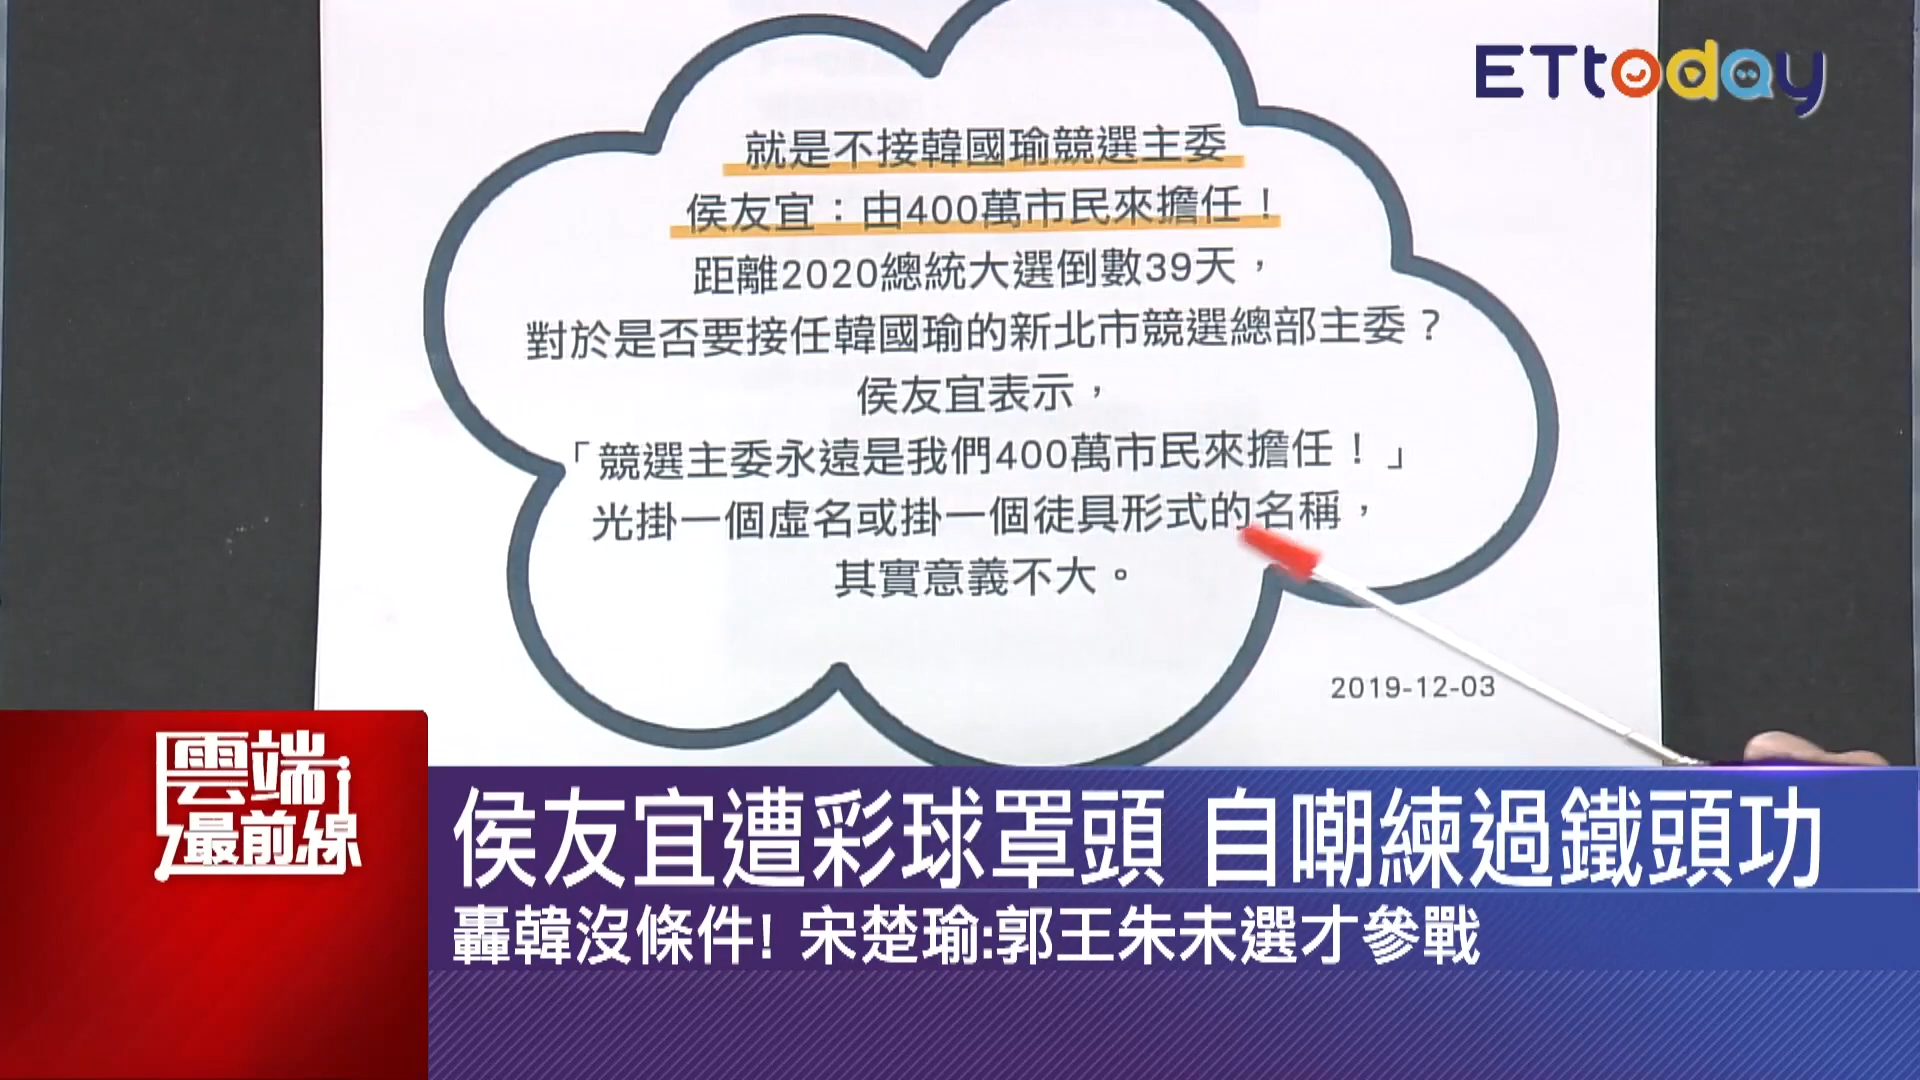 ETtoday
就是不接韓國瑜競選主委
侯友宜：由400萬市民來擔任！
距離2020總統大選倒數39天，
對於是否要接任韓國瑜的新北市競選總部主委？
侯友宜表示，
「競選主委永遠是我們400萬市民來擔任！」
光掛一個虛名或掛一個徒具形式的名稱，
其實意義不大。
2019-12-03
雲端
最前線
侯友宜遭彩球罩頭 自嘲練過鐵頭功
轟韓沒條件! 宋楚瑜:郭王朱未選才參戰